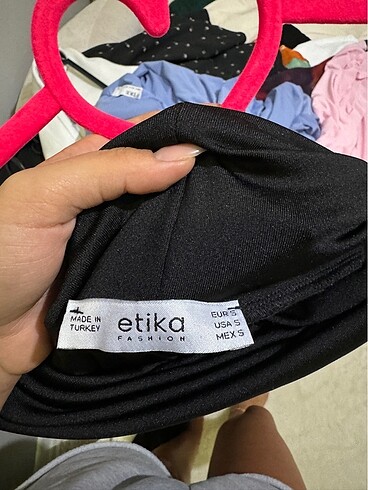 MADE IN
TURKEY
etika
FASHION
EUR S
USA S
MEX S